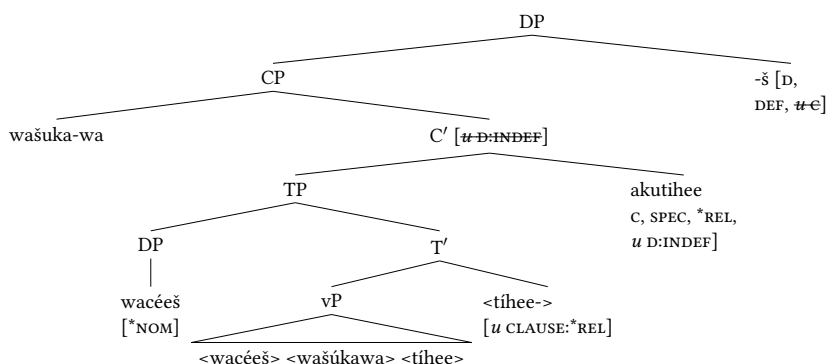 DP
CP -š [D,
DEF, u C]
wašuka-wa C′ [u D:INDEF]
TP akutihee
C, SPEC, *REL,
DP T′ u D:INDEF]
wacéeš vP <tíhee->
[*NOM] [u CLAUSE:*REL]
<wacéeš> <wašúkawa> <tíhee>